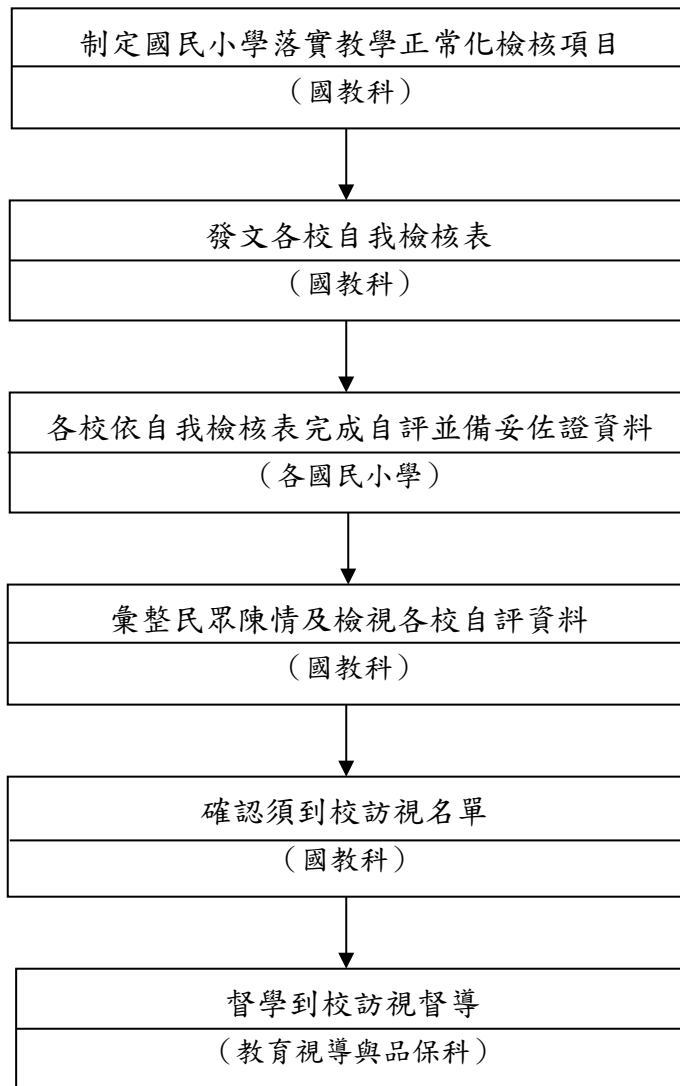 制定國民小學落實教學正常化檢核項目
（國教科）
發文各校自我檢核表
（國教科）
各校依自我檢核表完成自評並備妥佐證資料
（各國民小學）
彙整民眾陳情及檢視各校自評資料
（國教科）
確認須到校訪視名單
（國教科）
督學到校訪視督導
（教育視導與品保科）